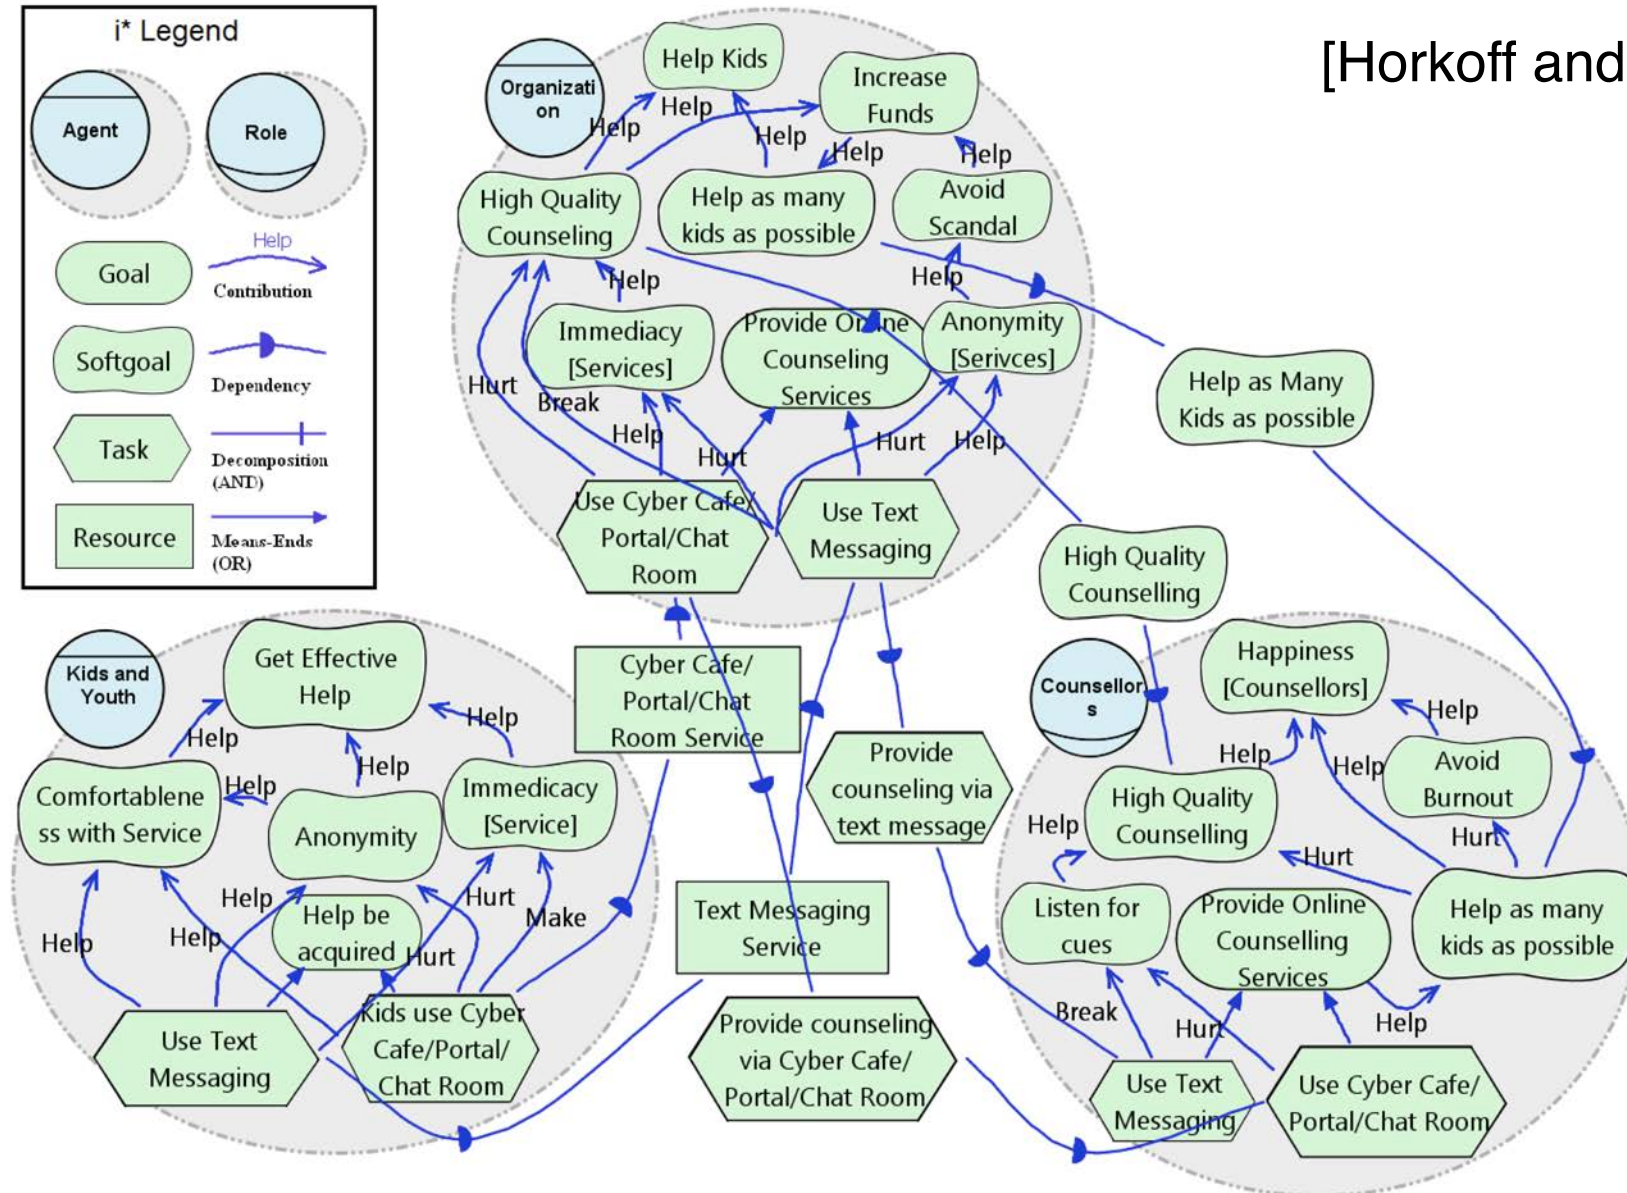 i* Legend
Agent
Role
Goal
Help
Contribution
Softgoal
Dependency
Task
Decomposition
(AND)
Resource
Means-Ends
(OR)
[Horkoff and
Organizati
on
Help Kids
Increase
Funds
Help
Help
Help
Help
Help
High Quality
Counseling
Help as many
kids as possible
Avoid
Scandal
Help
Help
Immediacy
[Services]
Provide Online
Counseling
Services
Anonymity
[Serivces]
Hurt
Break
Help
Hurt
Hurt
Help
Use Cyber Cafe/
Portal/Chat
Room
Use Text
Messaging
Help as Many
Kids as possible
High Quality
Counselling
Kids and
Youth
Get Effective
Help
Help
Help
Help
Help
Comfortablene
ss with Service
Anonymity
Immedicacy
[Service]
Help
Help
Help
Hurt
Make
Hurt
Help be
acquired
Use Text
Messaging
Kids use Cyber
Cafe/Portal/
Chat Room
Cyber Cafe/
Portal/Chat
Room Service
Provide
counseling via
text message
Text Messaging
Service
Provide counseling
via Cyber Cafe/
Portal/Chat Room
Counsellor
s
Happiness
[Counsellors]
Help
Help
Help
Avoid
Burnout
High Quality
Counselling
Help
Hurt
Hurt
Listen for
cues
Provide Online
Counselling
Services
Help as many
kids as possible
Break
Hurt
Help
Use Text
Messaging
Use Cyber Cafe/
Portal/Chat Room